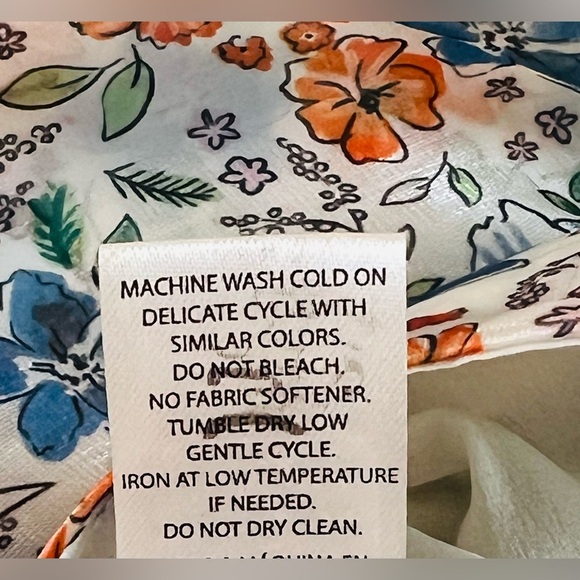 MACHINE WASH COLD ON
DELICATE CYCLE WITH
SIMILAR COLORS.
DO NOT BLEACH.
NO FABRIC SOFTENER.
TUMBLE DRY LOW
GENTLE CYCLE.
IRON AT LOW TEMPERATURE
IF NEEDED.
DO NOT DRY CLEAN.